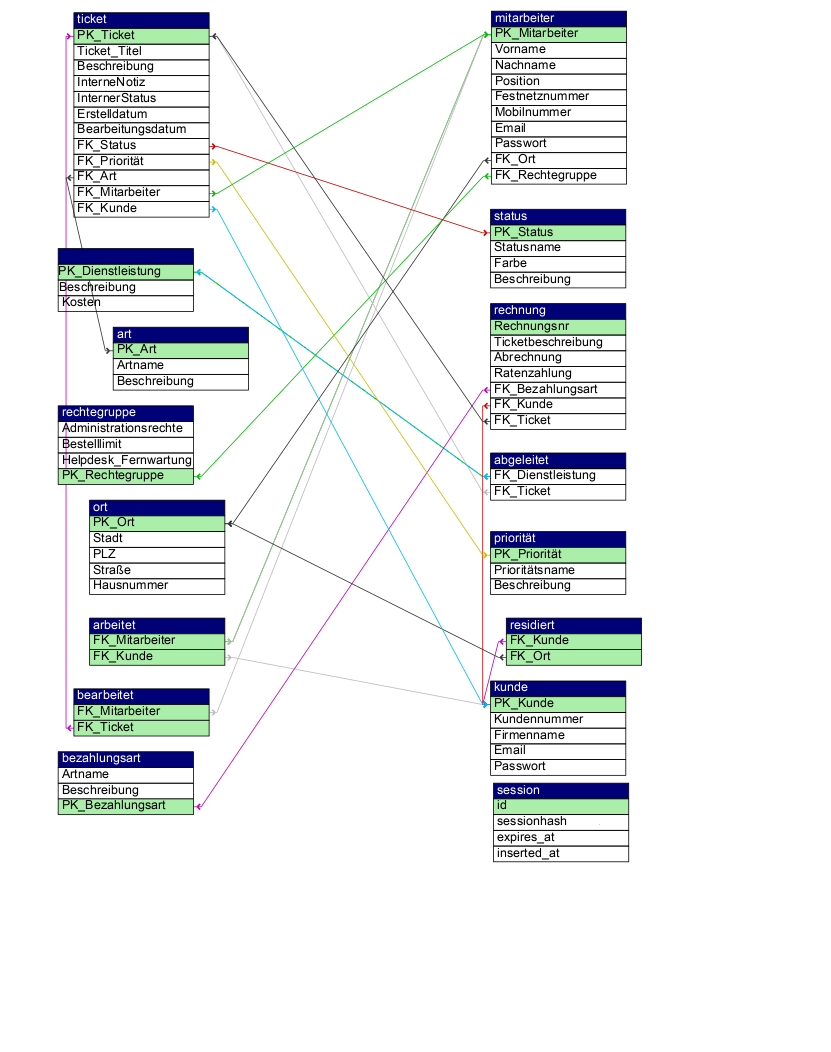 ticket
PK_Ticket
Ticket_Titel
Beschreibung
InterneNotiz
InternerStatus
Erstelldatum
Bearbeitungsdatum
FK_Status
FK_Priorität
FK_Art
FK_Mitarbeiter
FK_Kunde
PK_Dienstleistung
Beschreibung
Kosten
art
PK_Art
Artname
Beschreibung
rechtegruppe
Administrationsrechte
Bestelllimit
Helpdesk_Fernwartung
PK_Rechtegruppe
ort
PK_Ort
Stadt
PLZ
Straße
Hausnummer
arbeitet
FK_Mitarbeiter
FK_Kunde
bearbeitet
FK_Mitarbeiter
FK_Ticket
bezahlungsart
Artname
Beschreibung
PK_Bezahlungsart
mitarbeiter
PK_Mitarbeiter
Vorname
Nachname
Position
Festnetznummer
Mobilnummer
Email
Passwort
FK_Ort
FK_Rechtegruppe
status
PK_Status
Statusname
Farbe
Beschreibung
rechnung
Rechnungsnr
Ticketbeschreibung
Abrechnung
Ratenzahlung
FK_Bezahlungsart
FK_Kunde
FK_Ticket
abgeleitet
FK_Dienstleistung
FK_Ticket
priorität
PK_Priorität
Prioritätsname
Beschreibung
residiert
FK_Kunde
FK_Ort
kunde
PK_Kunde
Kundennummer
Firmenname
Email
Passwort
session
id
sessionhash
expires_at
inserted_at